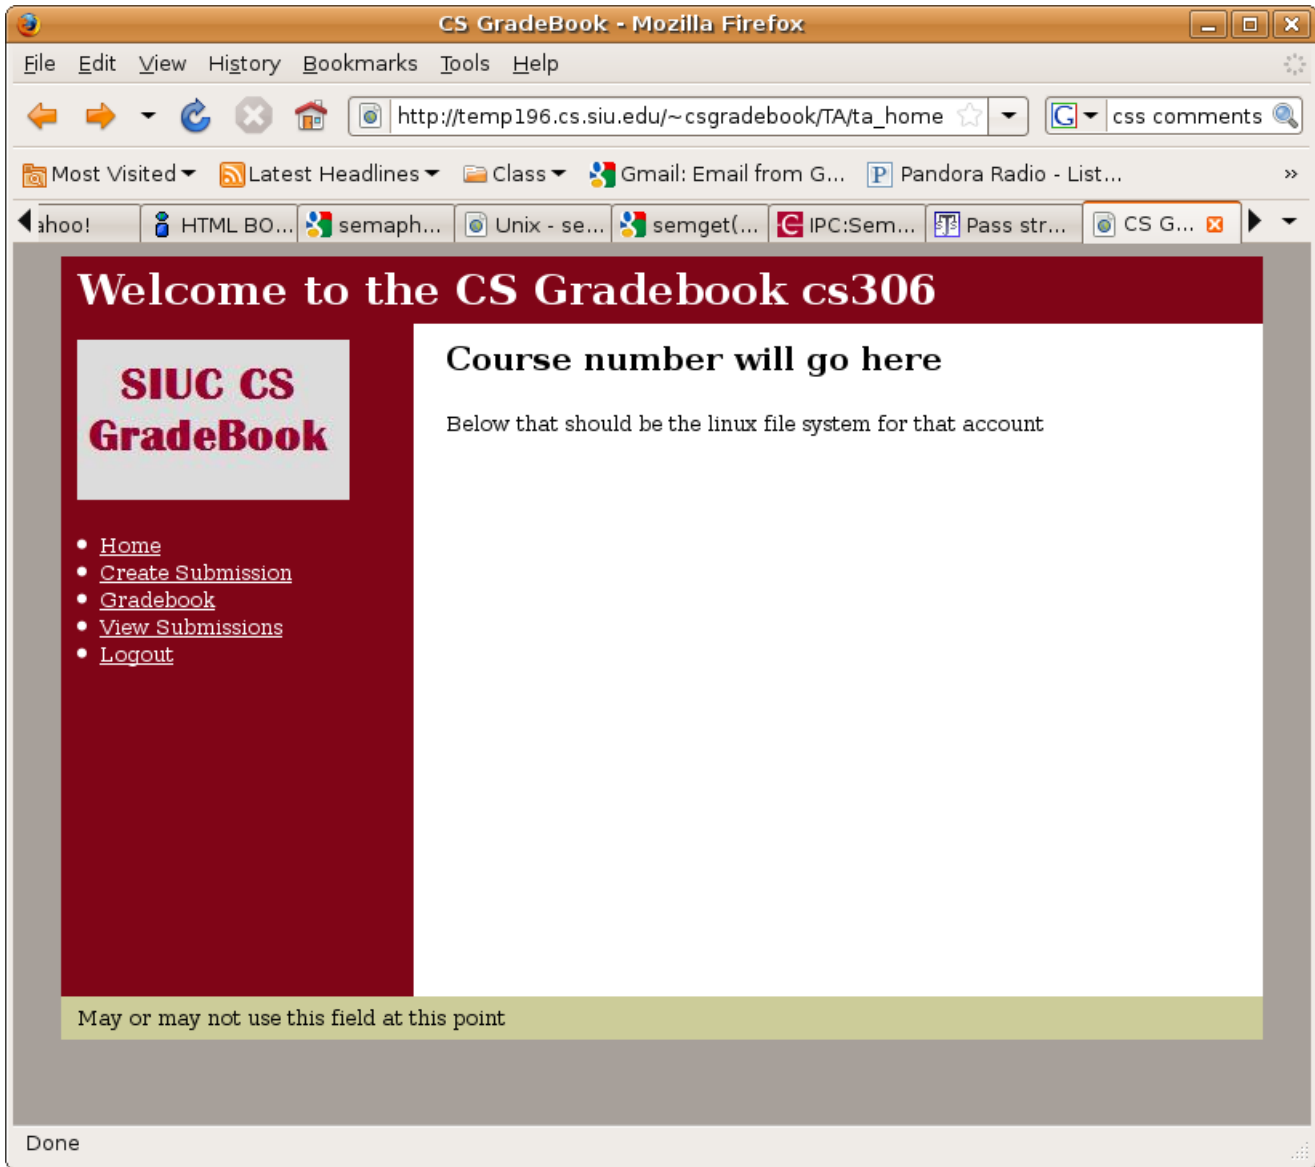 CS GradeBook - Mozilla Firefox
File Edit View History Bookmarks Tools Help
http://temp196.cs.siu.edu/~csgradebook/TA/ta_home G css comments
Most Visited Latest Headlines Class Gmail: Email from G... P Pandora Radio - List... »
ahoo! HTML BO... semaph... Unix - se... semget(... C IPC:Sem... Pass str... CS G...
Welcome to the CS Gradebook cs306
SIUC CS
GradeBook
Home
Create Submission
Gradebook
View Submissions
Logout
Course number will go here
Below that should be the linux file system for that account
May or may not use this field at this point
Done